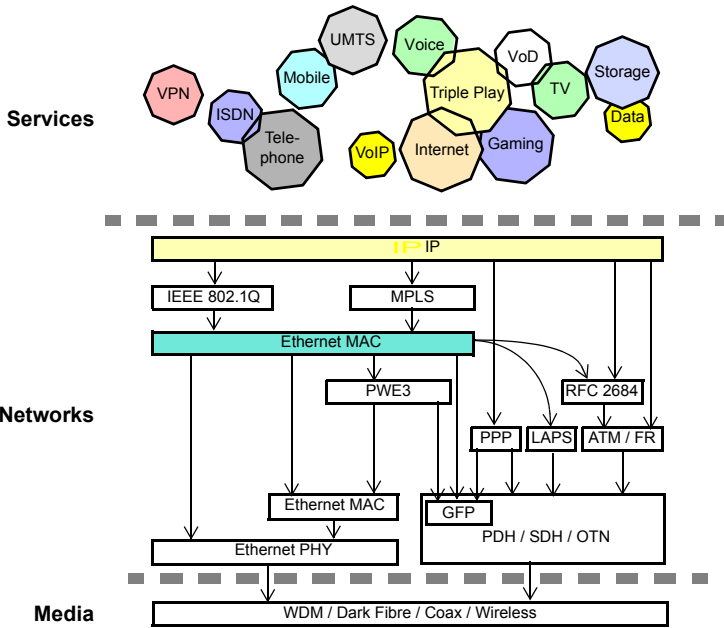 UMTS
Voice
VoD
Mobile
Storage
VPN
Triple Play
TV
ISDN
Services
Data
Tele-
phone
VoIP
Internet
Gaming
IP IP
IEEE 802.1Q
MPLS
Ethernet MAC
PWE3
RFC 2684
Networks
PPP
LAPS
ATM / FR
Ethernet MAC
GFP
PDH / SDH / OTN
Ethernet PHY
Media
WDM / Dark Fibre / Coax / Wireless